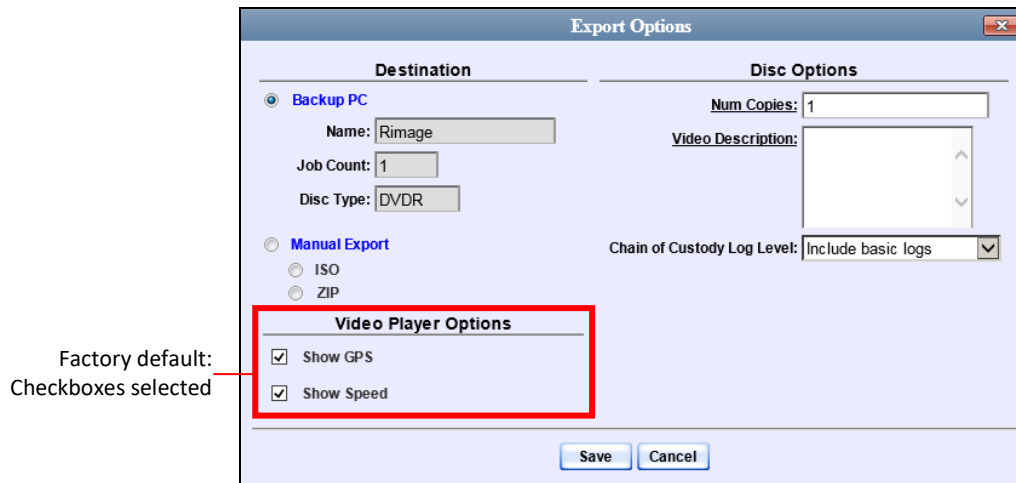 Export Options
Destination
Backup PC
Name: Rimage
Job Count: 1
Disc Type: DVDR
Manual Export
ISO
ZIP
Video Player Options
Show GPS
Show Speed
Disc Options
Num Copies: 1
Video Description:
Chain of Custody Log Level: Include basic logs
Save Cancel
Factory default:
Checkboxes selected